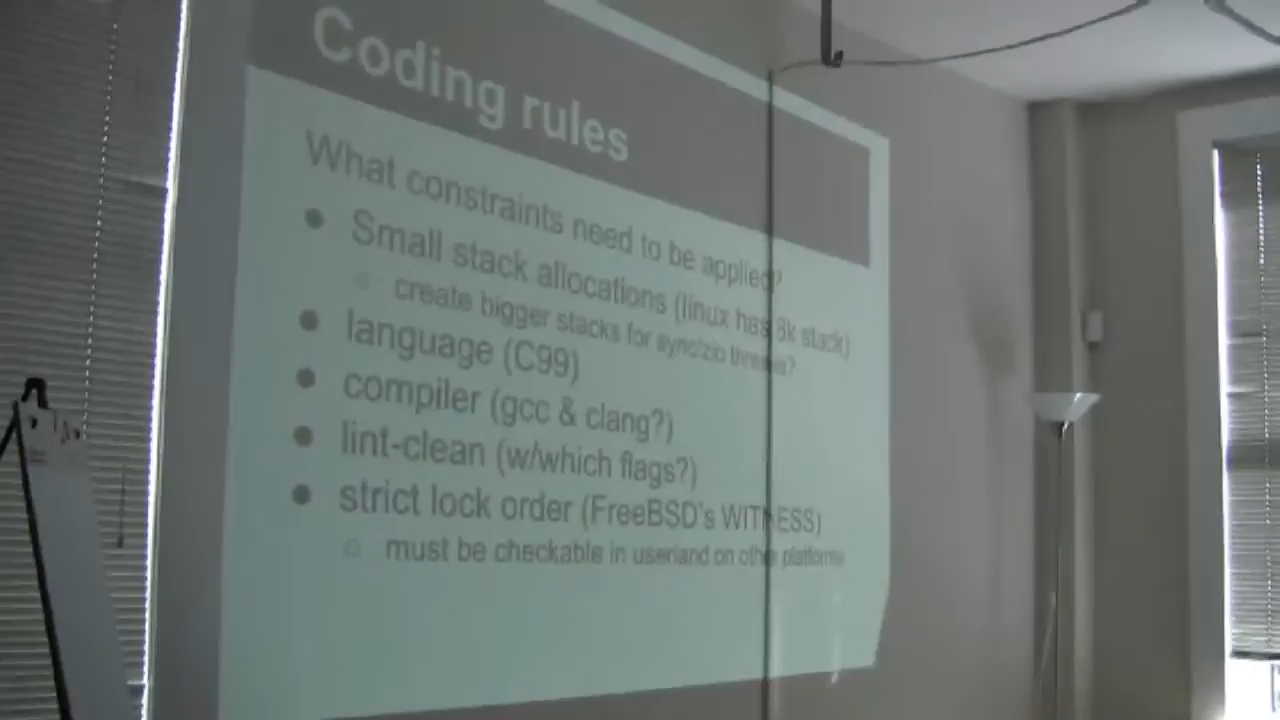 Coding rules
What constraints need to be applied?
Small stack allocations (linux has 8k stack)
create bigger stacks for sync/zio threads?
language (C99)
compiler (gcc & clang?)
lint-clean (w/which flags?)
strict lock order (FreeBSD's WITNESS)
must be checkable in userland on other platforms